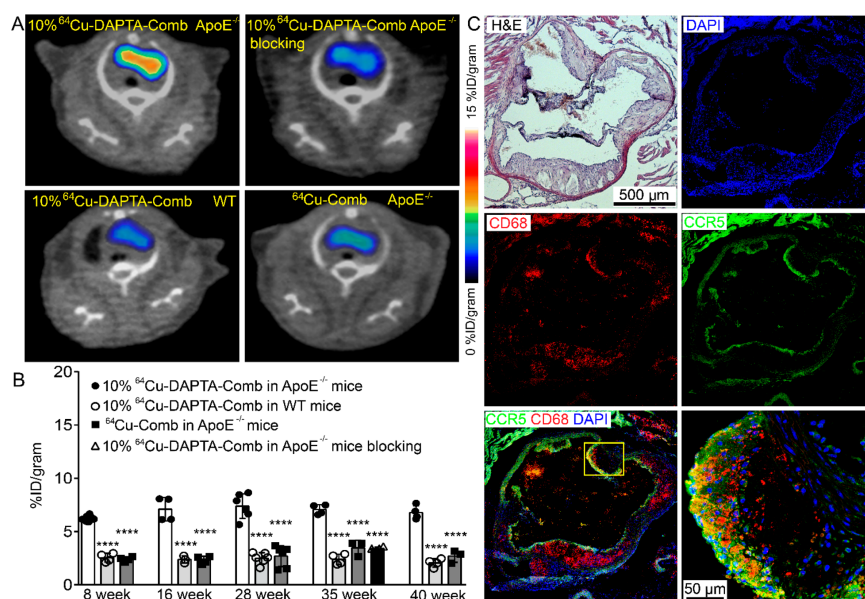 A
10% ⁶⁴Cu-DAPTA-Comb ApoE⁻/⁻
10% ⁶⁴Cu-DAPTA-Comb ApoE⁻/⁻
blocking
10% ⁶⁴Cu-DAPTA-Comb WT
⁶⁴Cu-Comb ApoE⁻/⁻
15 %ID/gram
0 %ID/gram
B
%ID/gram
20
15
10
5
0
10% ⁶⁴Cu-DAPTA-Comb in ApoE⁻/⁻ mice
10% ⁶⁴Cu-DAPTA-Comb in WT mice
⁶⁴Cu-Comb in ApoE⁻/⁻ mice
10% ⁶⁴Cu-DAPTA-Comb in ApoE⁻/⁻ mice blocking
**** ****
**** ****
**** ****
**** **** ****
**** ****
8 week 16 week 28 week 35 week 40 week
C
H&E
500 µm
DAPI
CD68
CCR5
CCR5 CD68 DAPI
50 µm